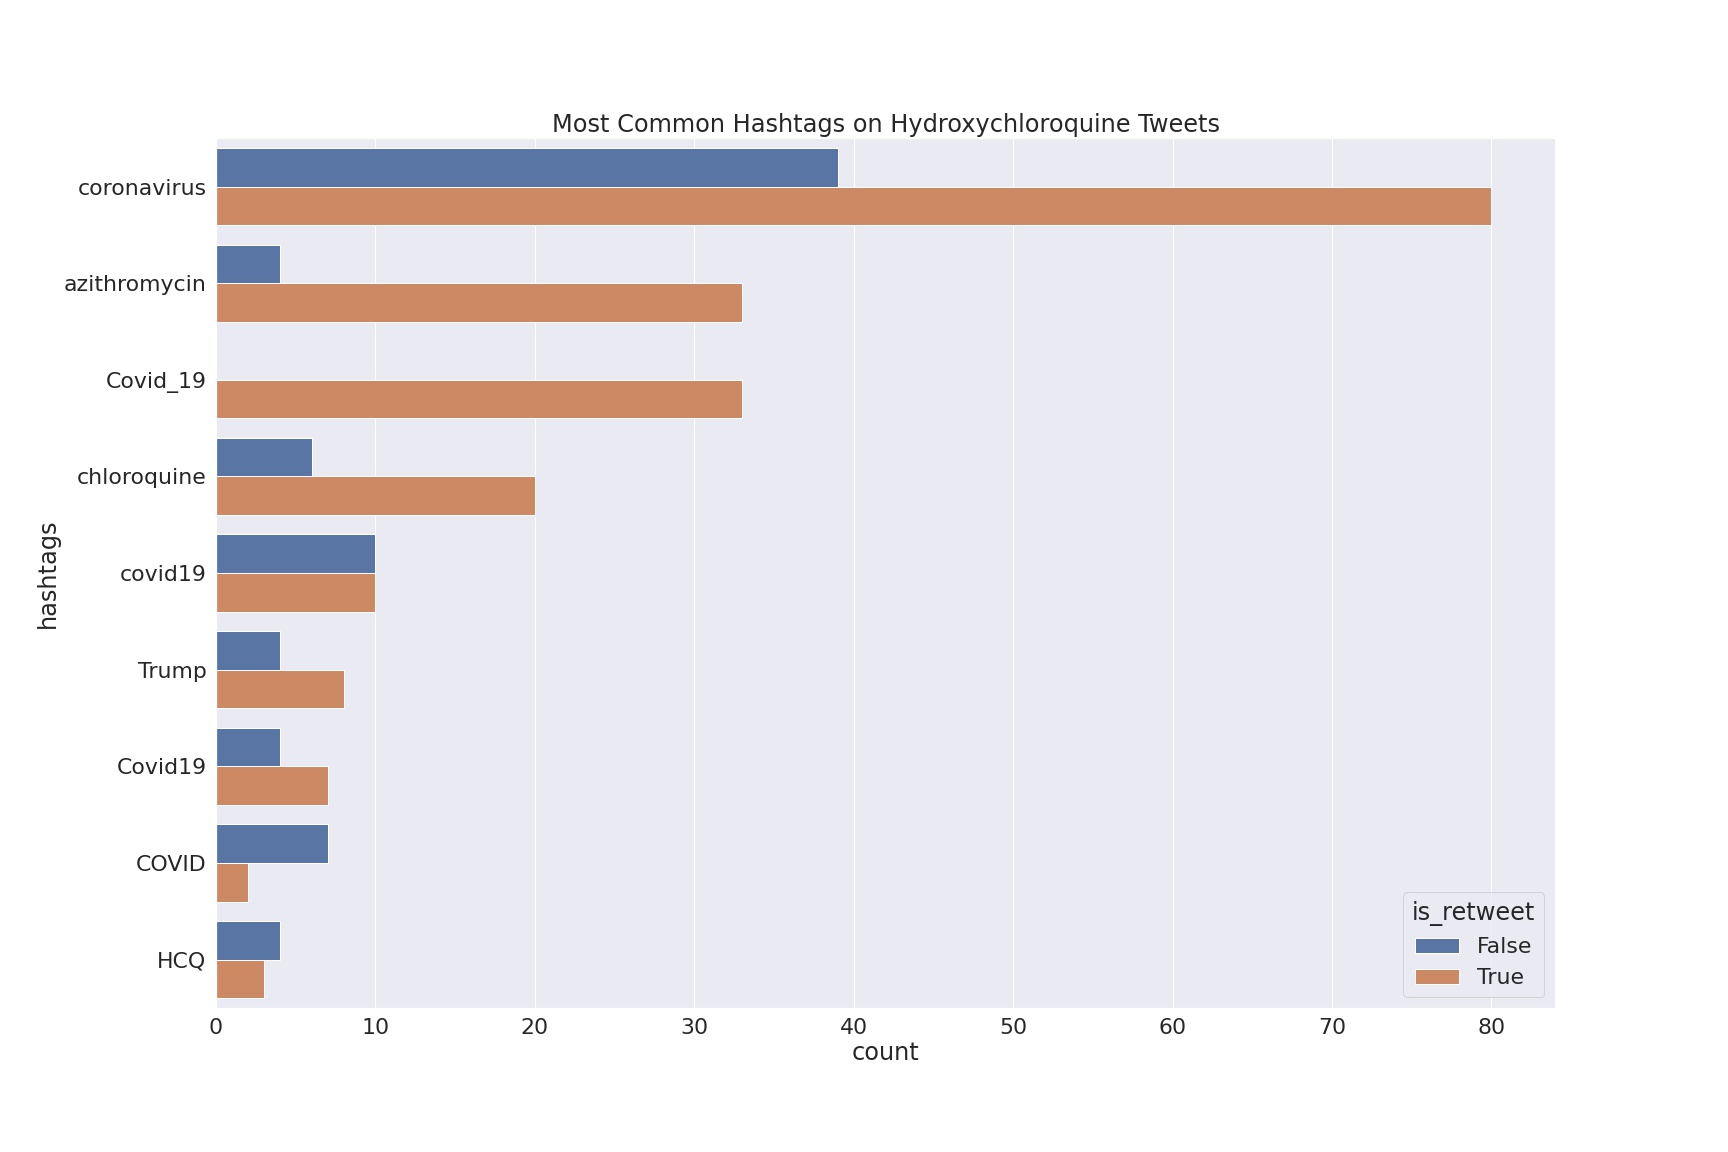 Most Common Hashtags on Hydroxychloroquine Tweets
hashtags
coronavirus
azithromycin
Covid_19
chloroquine
covid19
Trump
Covid19
COVID
HCQ
is_retweet
False
True
0 10 20 30 40 50 60 70 80
count